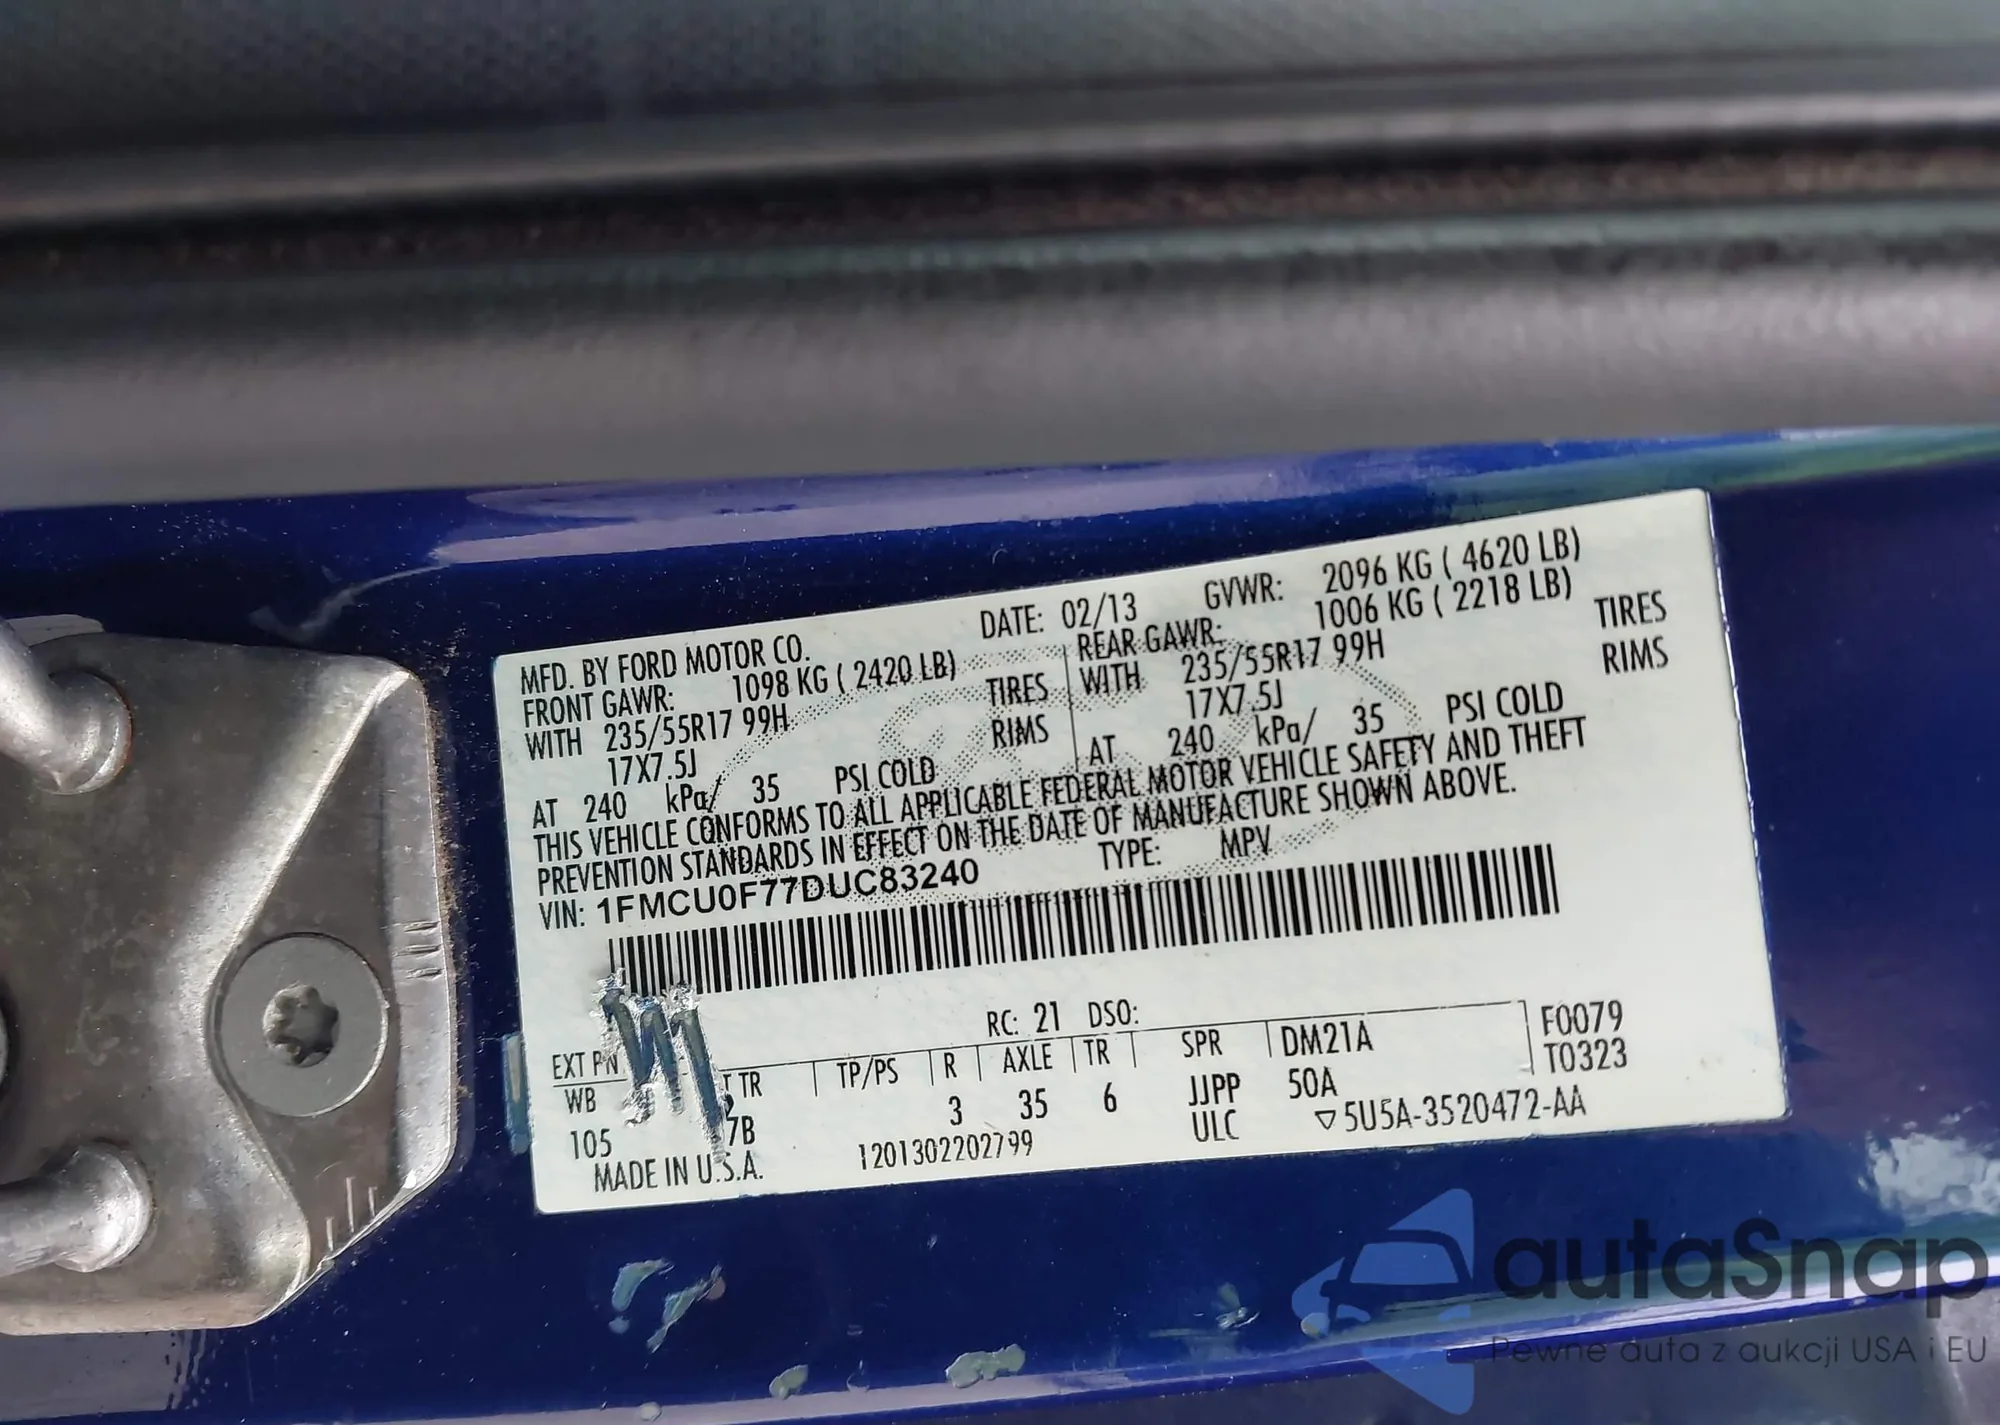 MFD. BY FORD MOTOR CO.
DATE: 02/13
GVWR: 2096 KG ( 4620 LB)
FRONT GAWR: 1098 KG ( 2420 LB)
REAR GAWR: 1006 KG ( 2218 LB)
WITH 235/55R17 99H TIRES
WITH 235/55R17 99H TIRES
17X7.5J RIMS
17X7.5J RIMS
AT 240 kPa/ 35 PSI COLD
AT 240 kPa/ 35 PSI COLD
THIS VEHICLE CONFORMS TO ALL APPLICABLE FEDERAL MOTOR VEHICLE SAFETY AND THEFT
PREVENTION STANDARDS IN EFFECT ON THE DATE OF MANUFACTURE SHOWN ABOVE.
VIN: 1FMCU0F77DUC83240
TYPE: MPV
RC: 21 DSO:
F0079
T0323
EXT PN
WB TR TP/PS R AXLE TR SPR DM21A
105 7B 3 35 6 JJPP 50A
ULC ▽5U5A-3520472-AA
MADE IN U.S.A. 1201302202799
autaSnap
Pewne auta z aukcji USA i EU